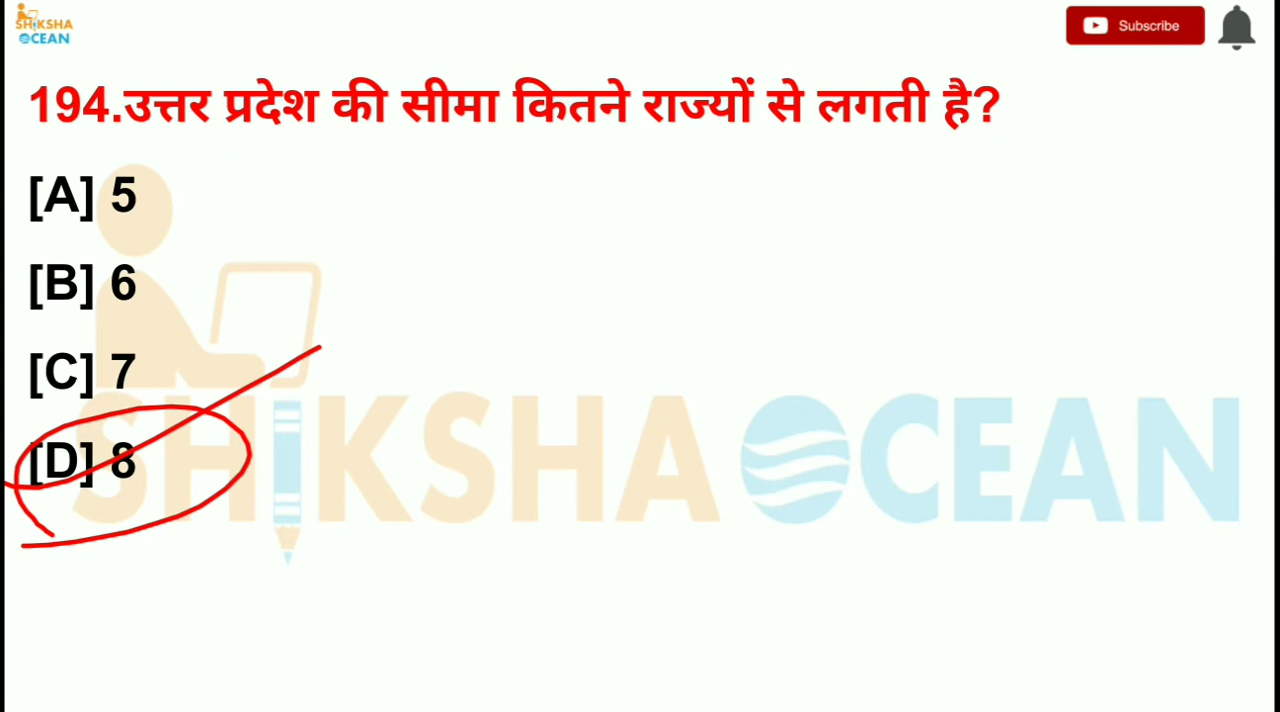 SHIKSHA
OCEAN
Subscribe
194.उत्तर प्रदेश की सीमा कितने राज्यों से लगती है?
[A] 5
[B] 6
[C] 7
[D] 8
SHIKSHA OCEAN